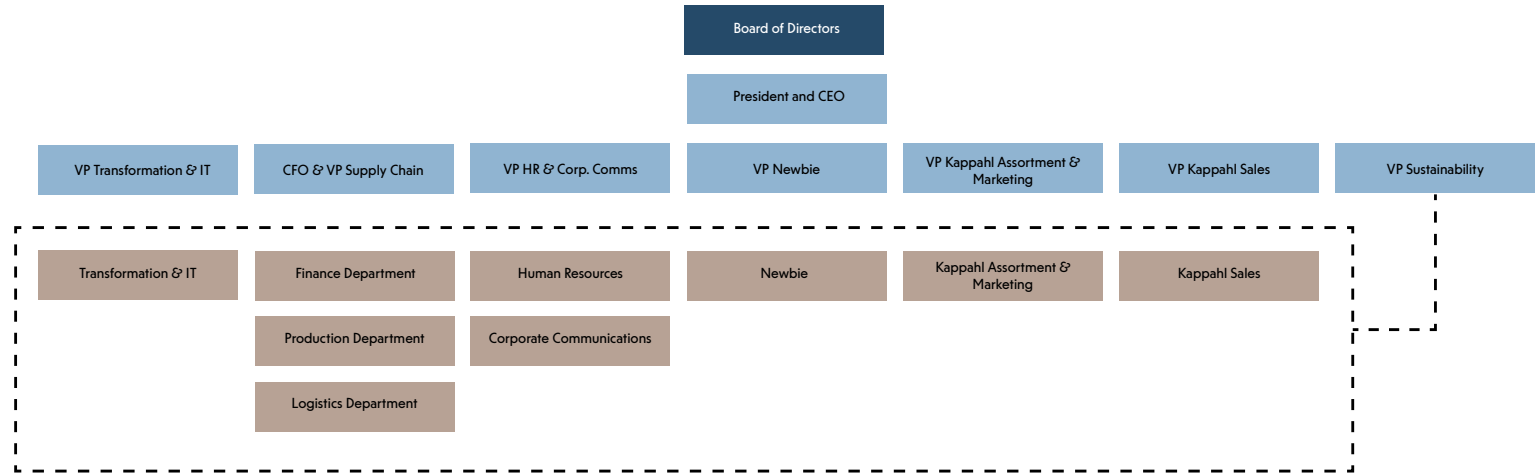 Board of Directors
President and CEO
VP Transformation & IT
CFO & VP Supply Chain
VP HR & Corp. Comms
VP Newbie
VP Kappahl Assortment &
Marketing
VP Kappahl Sales
VP Sustainability
Transformation & IT
Finance Department
Human Resources
Newbie
Kappahl Assortment &
Marketing
Kappahl Sales
Production Department
Corporate Communications
Logistics Department